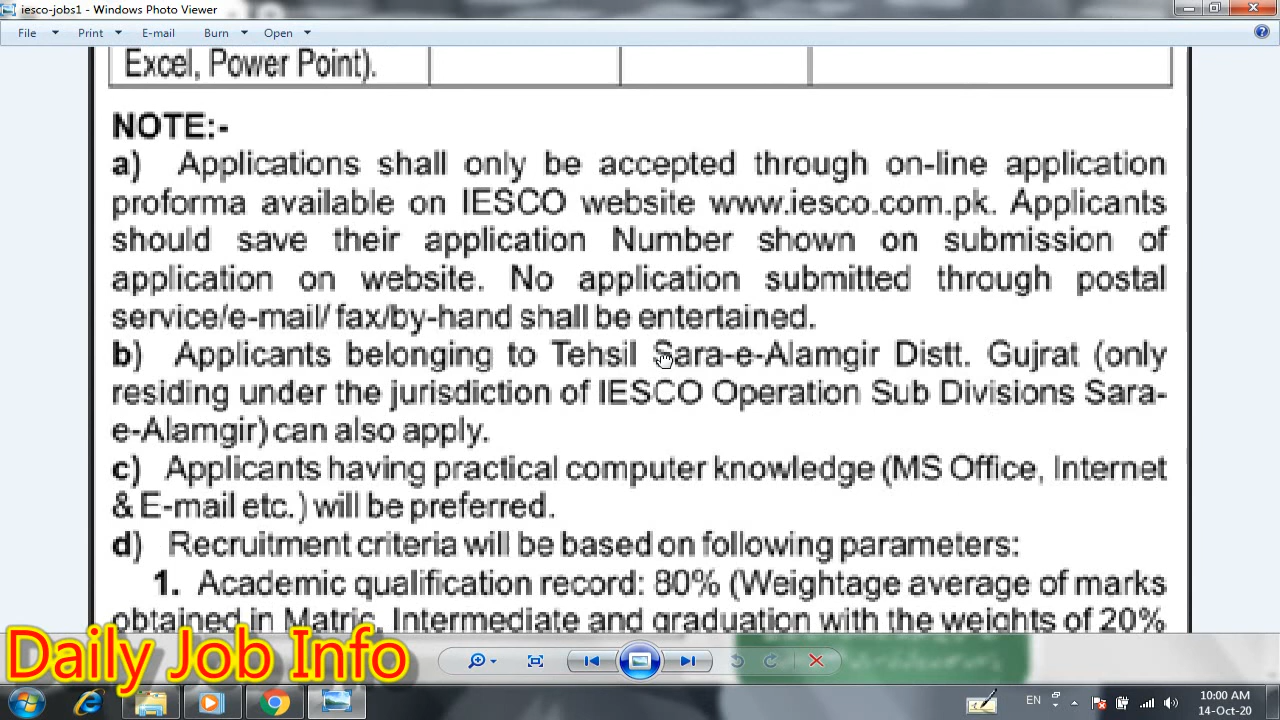 iesco-jobs1 - Windows Photo Viewer
File Print E-mail Burn Open
Excel, Power Point).
NOTE:-
a) Applications shall only be accepted through on-line application
proforma available on IESCO website www.iesco.com.pk. Applicants
should save their application Number shown on submission of
application on website. No application submitted through postal
service/e-mail/ fax/by-hand shall be entertained.
b) Applicants belonging to Tehsil Sara-e-Alamgir Distt. Gujrat (only
residing under the jurisdiction of IESCO Operation Sub Divisions Sara-
e-Alamgir) can also apply.
c) Applicants having practical computer knowledge (MS Office, Internet
& E-mail etc.) will be preferred.
d) Recruitment criteria will be based on following parameters:
1. Academic qualification record: 80% (Weightage average of marks
obtained in Matric, Intermediate and graduation with the weights of 20%
Daily Job Info
EN
10:00 AM
14-Oct-20